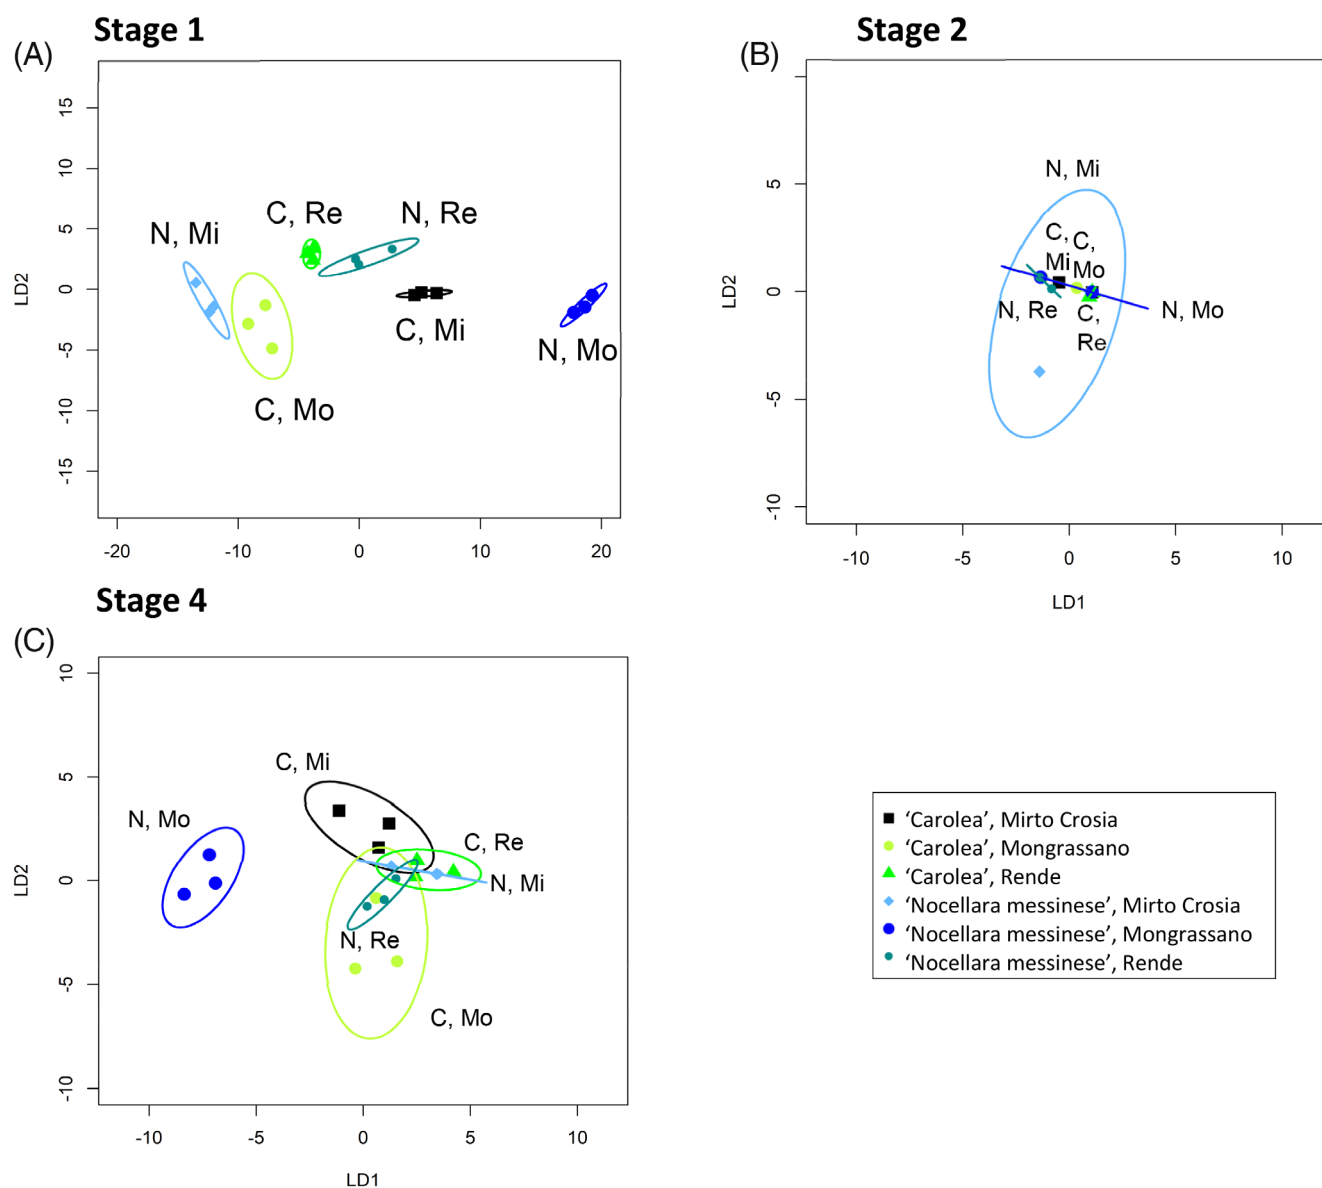 Stage 1
(A)
15
10
5
0
-5
-10
-15
LD2
N, Mi
C, Re
N, Re
C, Mi
N, Mo
C, Mo
-20
-10
0
10
20
Stage 2
(B)
5
0
-5
-10
LD2
N, Mi
C,
Mi
C,
Mo
N, Re
C,
Re
N, Mo
-10
-5
0
5
10
LD1
Stage 4
(C)
10
5
0
-5
-10
LD2
C, Mi
N, Mo
C, Re
N, Mi
N, Re
C, Mo
-10
-5
0
5
10
LD1
‘Carolea’, Mirto Crosia
‘Carolea’, Mongrassano
‘Carolea’, Rende
‘Nocellara messinese’, Mirto Crosia
‘Nocellara messinese’, Mongrassano
‘Nocellara messinese’, Rende